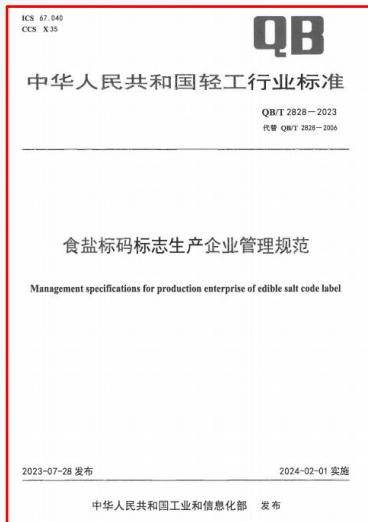 ICS 67.040
CCS X 35
QB
中华人民共和国轻工行业标准
QB/T 2828—2023
代替 QB/T 2828—2006
食盐标码标志生产企业管理规范
Management specifications for production enterprise of edible salt code label
2023-07-28 发布
2024-02-01 实施
中华人民共和国工业和信息化部 发布